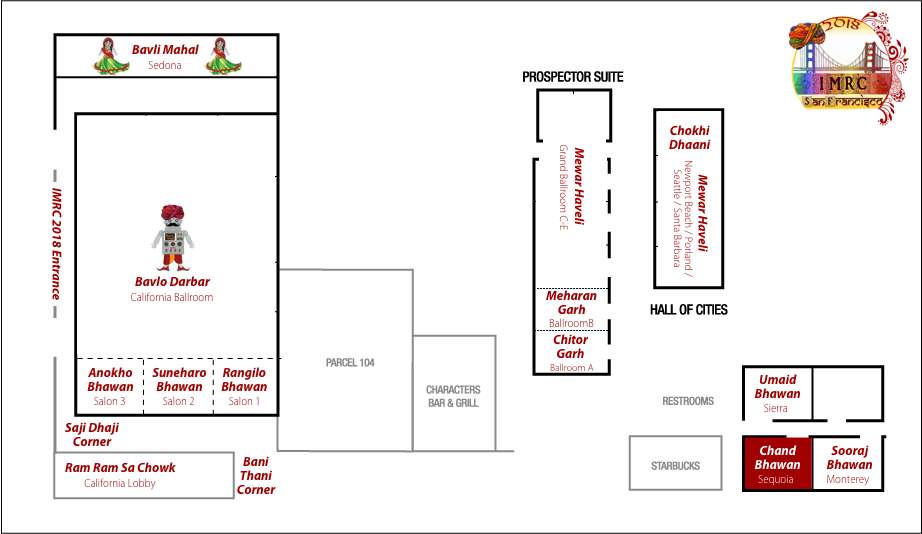 Bavli Mahal
Sedona
IMRC 2018 Entrance
Bavlo Darbar
California Ballroom
Anokho
Bhawan
Salon 3
Suneharo
Bhawan
Salon 2
Rangilo
Bhawan
Salon 1
Saji Dhaji
Corner
Ram Ram Sa Chowk
California Lobby
Bani
Thani
Corner
PARCEL 104
CHARACTERS
BAR & GRILL
PROSPECTOR SUITE
Mewar Haveli
Grand Ballroom C-E
Meharan
Garh
BallroomB
Chitor
Garh
Ballroom A
Chokhi
Dhaani
Mewar Haveli
Newport Beach / Porland /
Seattle / Santa Barbara
HALL OF CITIES
RESTROOMS
STARBUCKS
Umaid
Bhawan
Sierra
Chand
Bhawan
Sequoia
Sooraj
Bhawan
Monterey
2018
IMRC
San Francisco